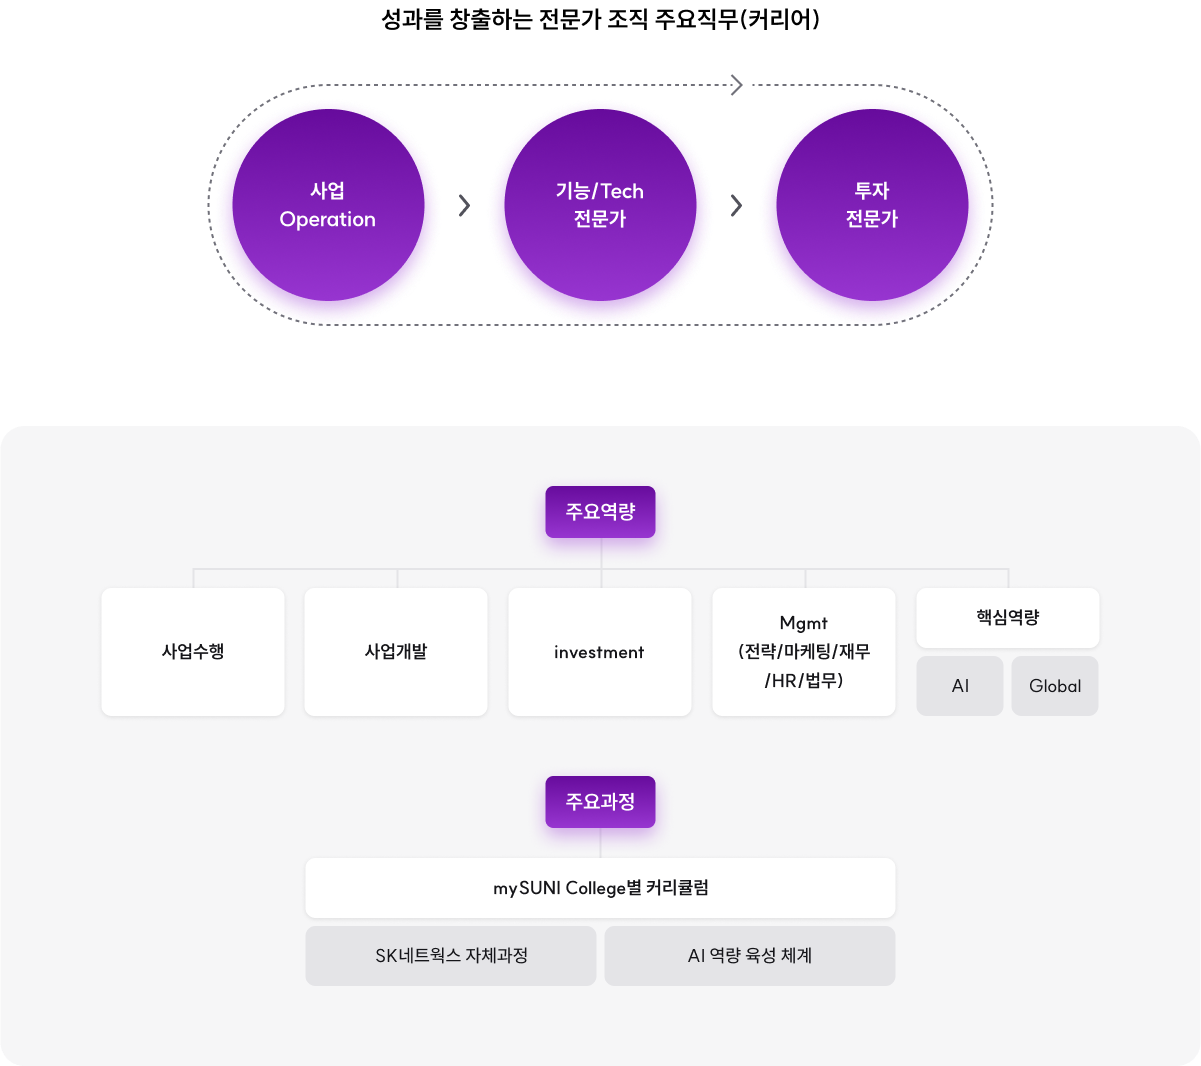 성과를 창출하는 전문가 조직 주요직무(커리어)
사업
Operation
기능/Tech
전문가
투자
전문가
주요역량
사업수행
사업개발
investment
Mgmt
(전략/마케팅/재무
/HR/법무)
핵심역량
AI
Global
주요과정
mySUNI College별 커리큘럼
SK네트웍스 자체과정
AI 역량 육성 체계